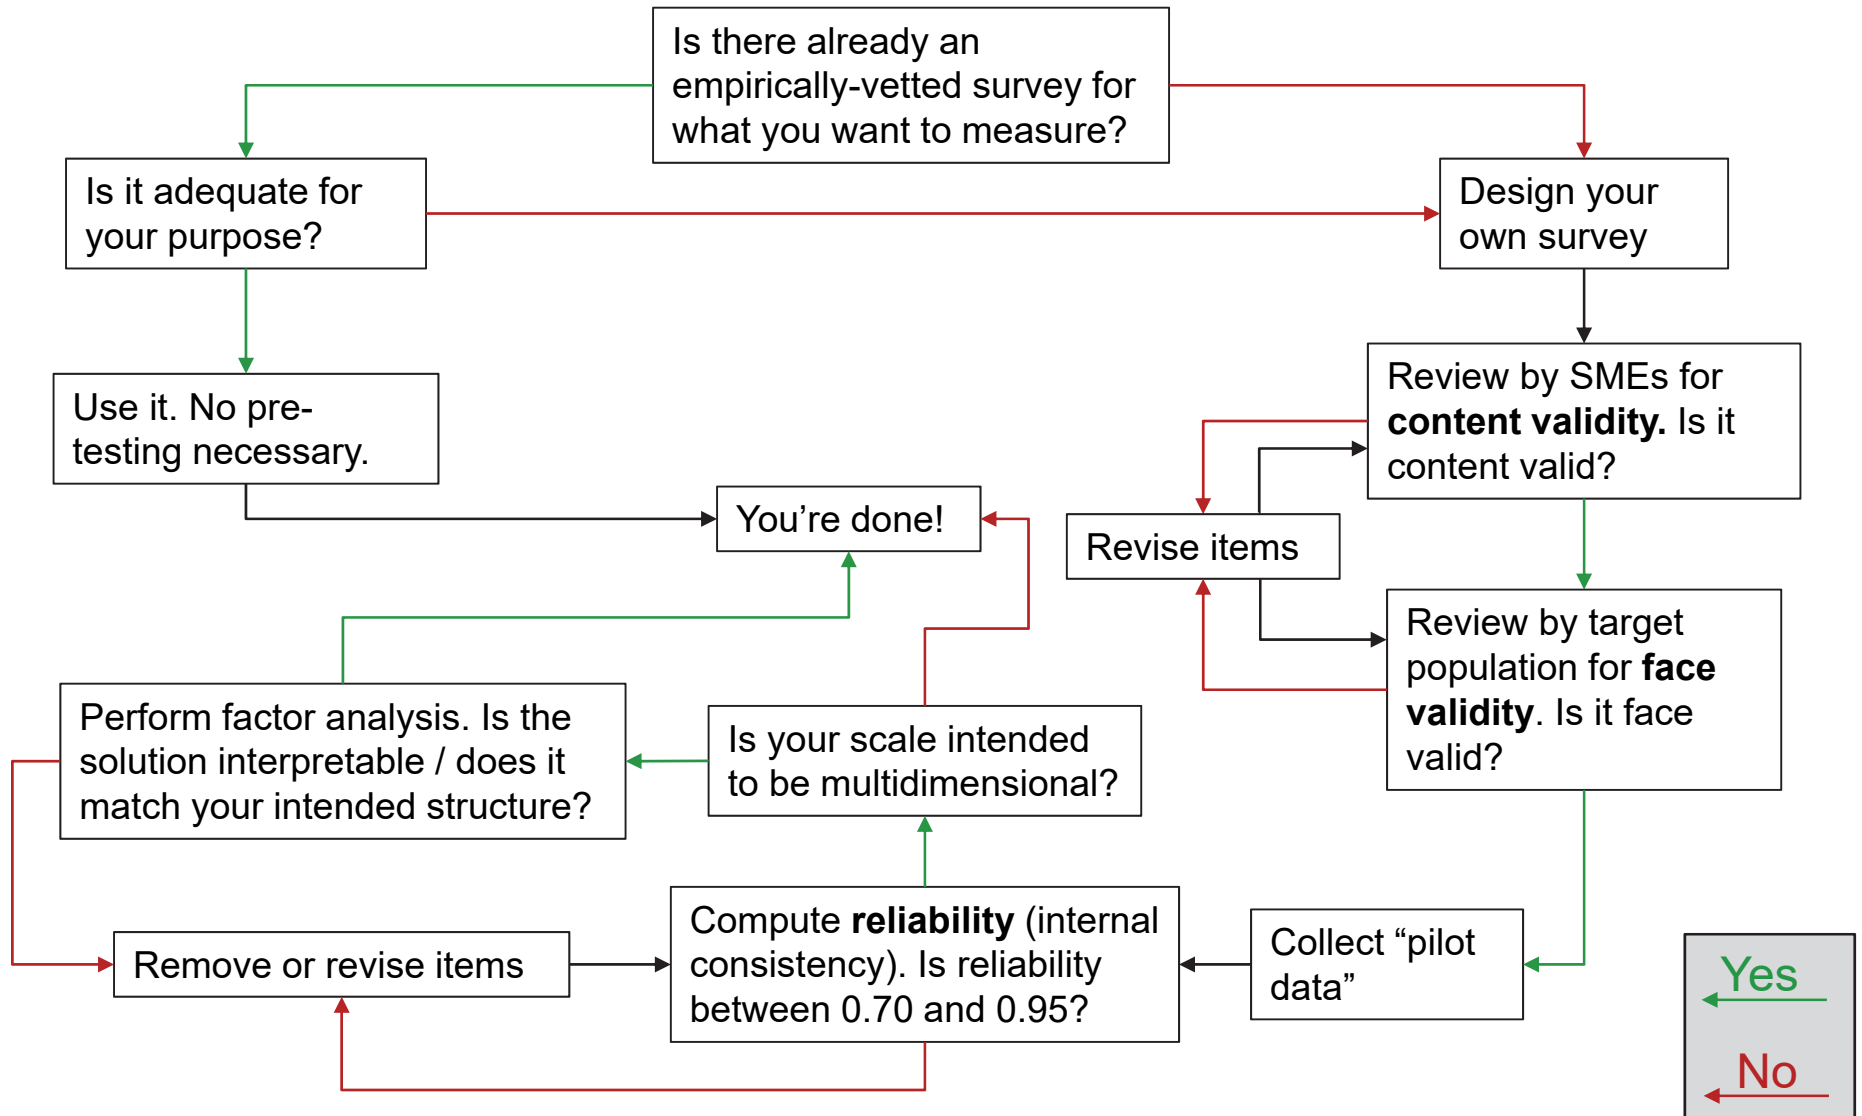 Is there already an
empirically-vetted survey for
what you want to measure?
Is it adequate for
your purpose?
Design your
own survey
Use it. No pre-
testing necessary.
Review by SMEs for
content validity. Is it
content valid?
You’re done!
Revise items
Review by target
population for face
validity. Is it face
valid?
Perform factor analysis. Is the
solution interpretable / does it
match your intended structure?
Is your scale intended
to be multidimensional?
Remove or revise items
Compute reliability (internal
consistency). Is reliability
between 0.70 and 0.95?
Collect “pilot
data”
Yes
No